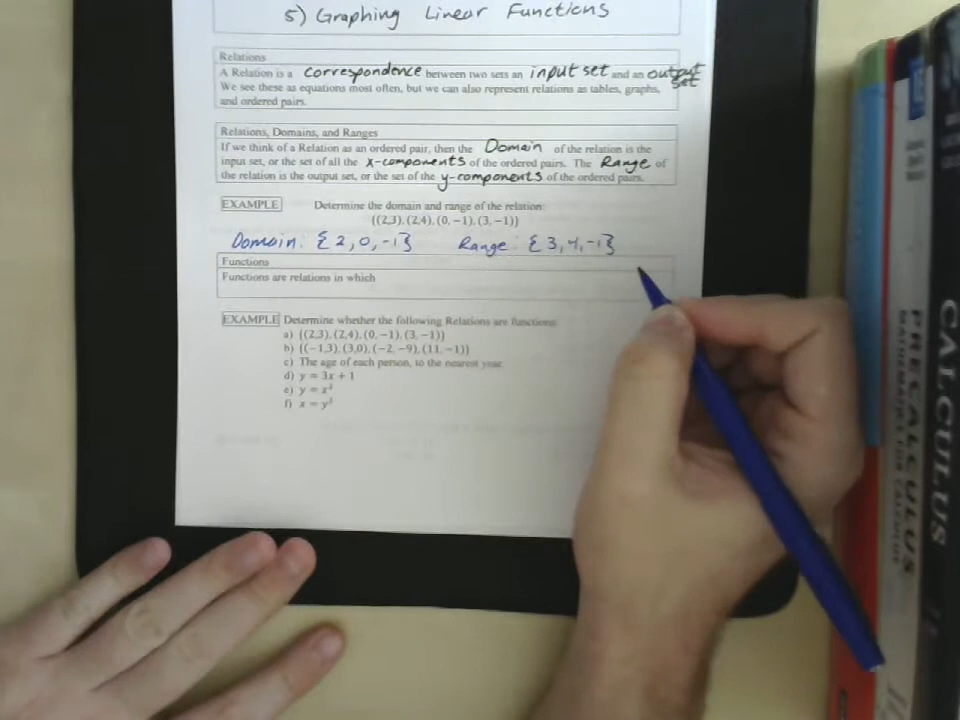 5) Graphing Linear Functions
Relations
A Relation is a correspondence between two sets an input set and an output set
We see these as equations most often, but we can also represent relations as tables, graphs,
and ordered pairs.
Relations, Domains, and Ranges
If we think of a Relation as an ordered pair, then the Domain of the relation is the
input set, or the set of all the x-components of the ordered pairs. The Range of
the relation is the output set, or the set of the y-components of the ordered pairs.
EXAMPLE Determine the domain and range of the relation:
{(2,3), (2,4), (0, −1), (3, −1)}
Domain: {2, 0, -1} Range: {3, 4, -1}
Functions
Functions are relations in which
EXAMPLE Determine whether the following Relations are functions
a) {(2,3), (2,4), (0, −1), (3, −1)}
b) {(−1,3), (3,0), (−2, −9), (11, −1)}
c) The age of each person, to the nearest year.
d) y = 3x + 1
e) y = x²
f) x = y²
PRECALCULUS
MATHEMATICS FOR CALCULUS
CALCULUS